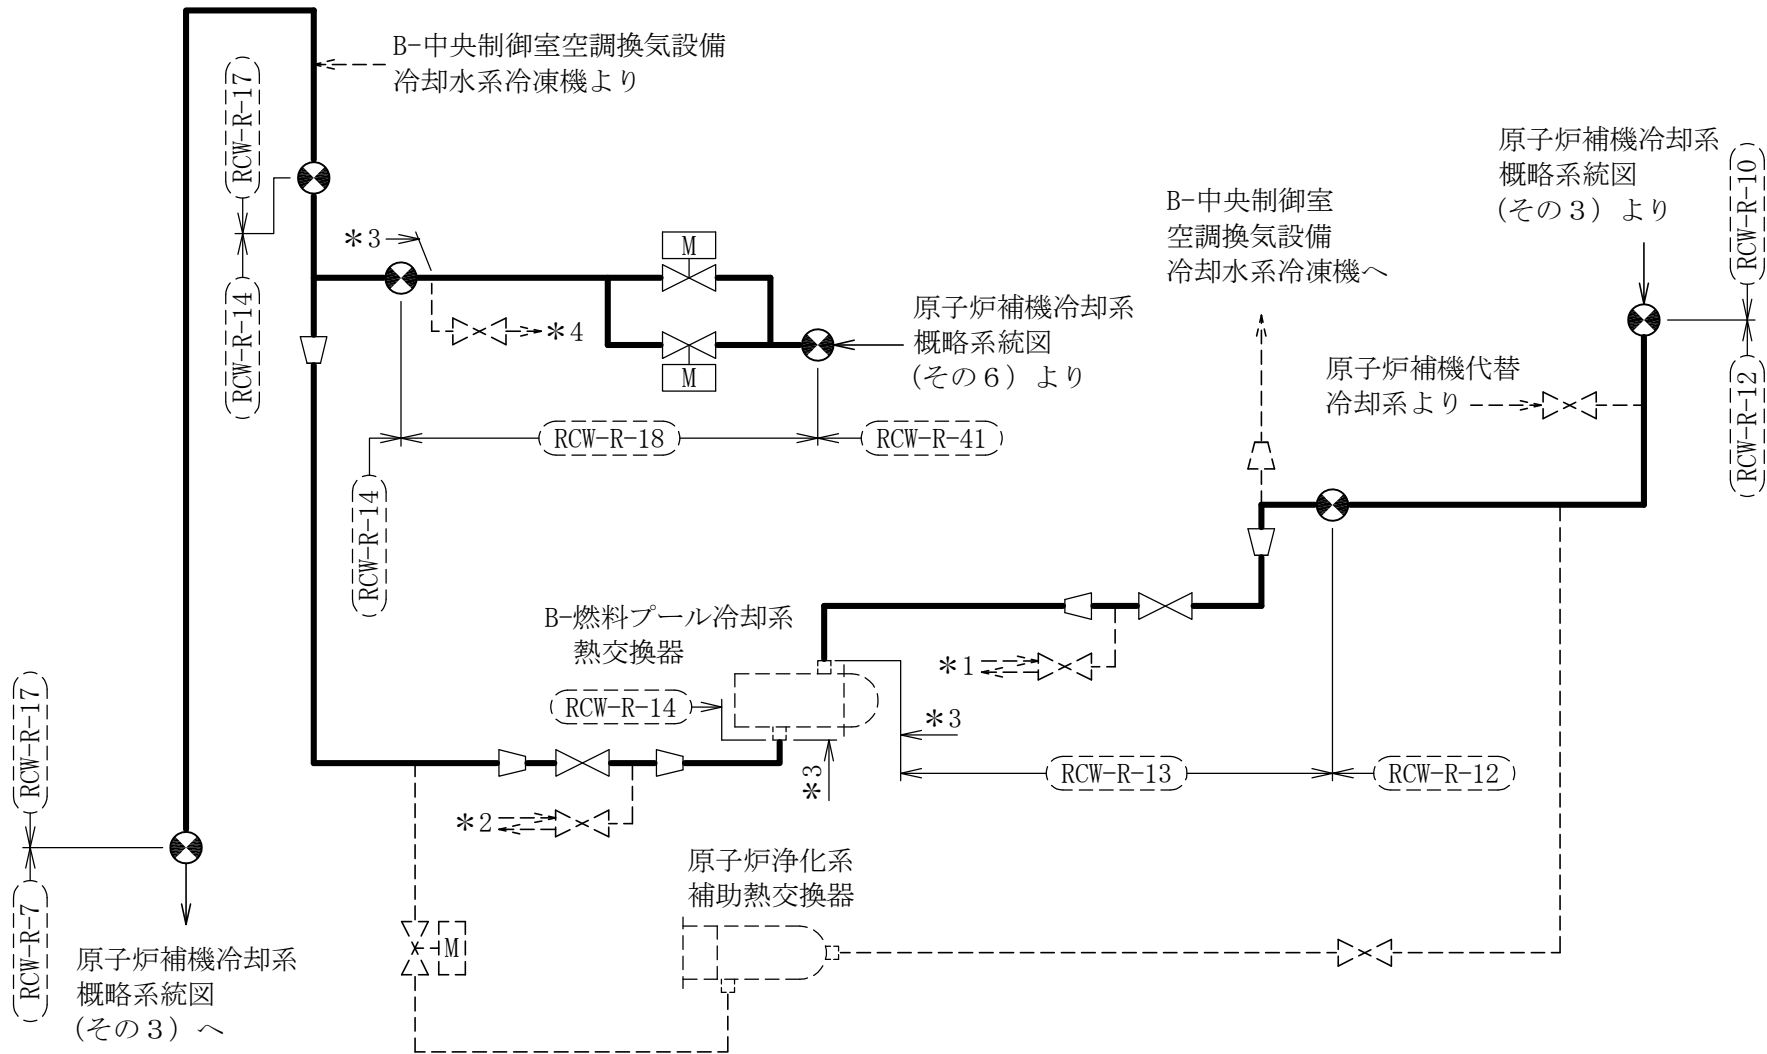 B-中央制御室空調換気設備
冷却水系冷凍機より
RCW-R-17
RCW-R-14
＊3
M
＊4
M
原子炉補機冷却系
概略系統図
(その６）より
RCW-R-18
RCW-R-41
RCW-R-14
B-中央制御室
空調換気設備
冷却水系冷凍機へ
原子炉補機冷却系
概略系統図
(その３）より
RCW-R-10
RCW-R-12
原子炉補機代替
冷却系より
B-燃料プール冷却系
熱交換器
RCW-R-14
＊1
＊3
＊3
RCW-R-13
RCW-R-12
＊2
RCW-R-17
RCW-R-7
原子炉補機冷却系
概略系統図
(その３）へ
M
原子炉浄化系
補助熱交換器